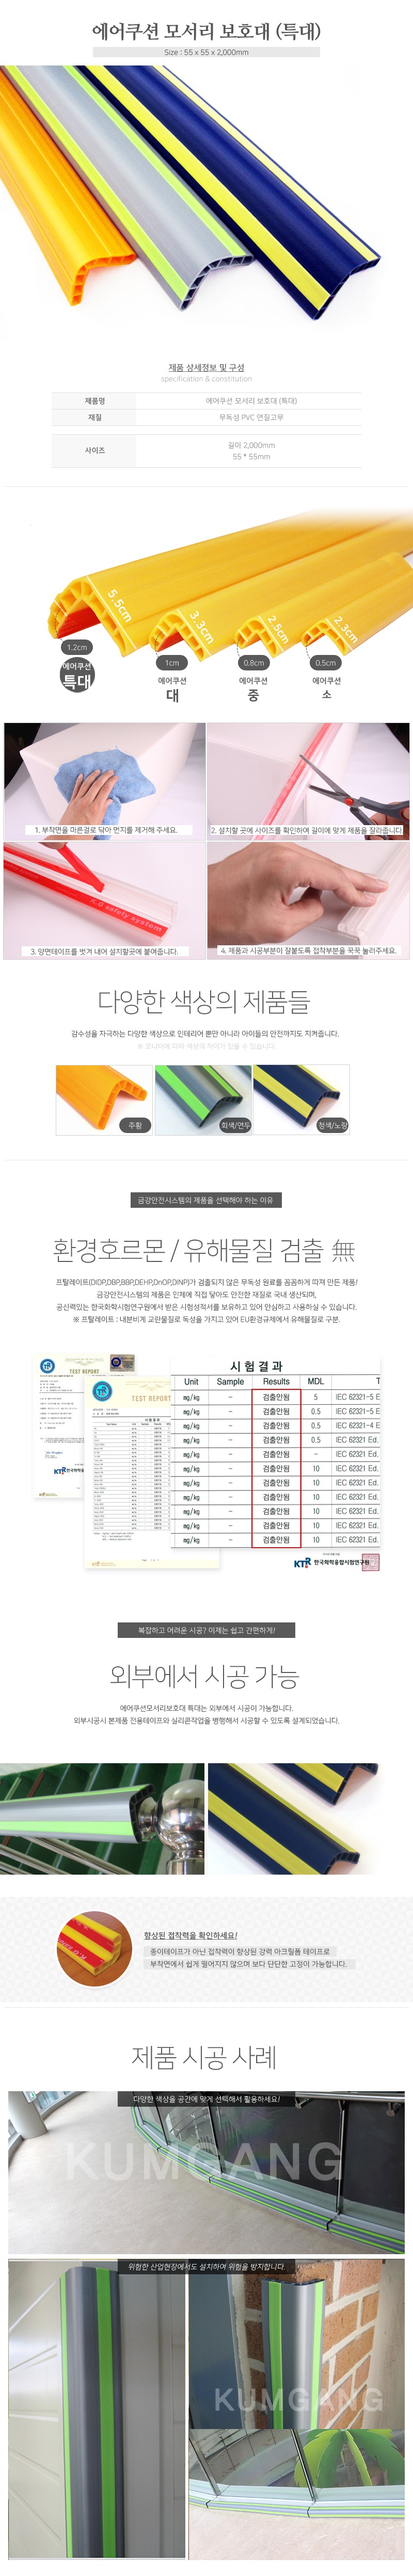 에어쿠션 모서리 보호대 (특대)
Size : 55 x 55 x 2,000mm
제품 상세정보 및 구성
specification & constitution
제품명 에어쿠션 모서리 보호대 (특대)
재질 무독성 PVC 연질고무
사이즈 길이 2,000mm
55 * 55mm
5.5cm
3.3cm
2.5cm
2.3cm
1.2cm
1cm
0.8cm
0.5cm
에어쿠션
특대
에어쿠션
대
에어쿠션
중
에어쿠션
소
1. 부착면을 마른걸로 닦아 먼지를 제거해 주세요.
2. 설치할 곳에 사이즈를 확인하여 길이에 맞게 제품을 잘라줍니다.
safety system
3. 양면테이프를 벗겨 내어 설치할곳에 붙여줍니다.
4. 제품과 시공부분이 잘붙도록 접착부분을 꾹꾹 눌러주세요.
다양한 색상의 제품들
감수성을 자극하는 다양한 색상으로 인테리어 뿐만 아니라 아이들의 안전까지도 지켜줍니다.
※ 모니터에 따라 색상의 차이가 있을 수 있습니다.
주황
회색/연두
청색/노랑
금강안전시스템의 제품을 선택해야 하는 이유
환경호르몬 / 유해물질 검출 無
프탈레이트(DIDP,DBP,BBP,DEHP,DnOP,DINP)가 검출되지 않은 무독성 원료를 꼼꼼하게 따져 만든 제품!
금강안전시스템의 제품은 인체에 직접 닿아도 안전한 재질로 국내 생산되며,
공신력있는 한국화학시험연구원에서 받은 시험성적서를 보유하고 있어 안심하고 사용하실 수 있습니다.
※ 프탈레이트 : 내분비계 교란물질로 독성을 가지고 있어 EU환경규제에서 유해물질로 구분.
TEST REPORT
TEST REPORT
시험결과
Unit Sample Results MDL T
mg/kg - 검출안됨 5 IEC 62321-5 E
mg/kg - 검출안됨 0.5 IEC 62321-5 E
mg/kg - 검출안됨 0.5 IEC 62321-4 E
mg/kg - 검출안됨 - IEC 62321 Ed.
mg/kg - 검출안됨 10 IEC 62321 Ed.
mg/kg - 검출안됨 10 IEC 62321 Ed.
mg/kg - 검출안됨 10 IEC 62321 Ed.
mg/kg - 검출안됨 10 IEC 62321 Ed.
mg/kg - 검출안됨 10 IEC 62321 Ed.
KTR 한국화학융합시험연구원
복잡하고 어려운 시공? 이제는 쉽고 간편하게!
외부에서 시공 가능
에어쿠션모서리보호대 특대는 외부에서 시공이 가능합니다.
외부시공시 본제품 전용테이프와 실리콘작업을 병행해서 시공할 수 있도록 설계되었습니다.
향상된 접착력을 확인하세요!
종이테이프가 아닌 접착력이 향상된 강력 아크릴폼 테이프로
부착면에서 쉽게 떨어지지 않으며 보다 단단한 고정이 가능합니다.
제품 시공 사례
다양한 색상을 공간에 맞게 선택해서 활용하세요!
KUMGANG
위험한 산업현장에서도 설치하여 위험을 방지합니다.
KUMGANG